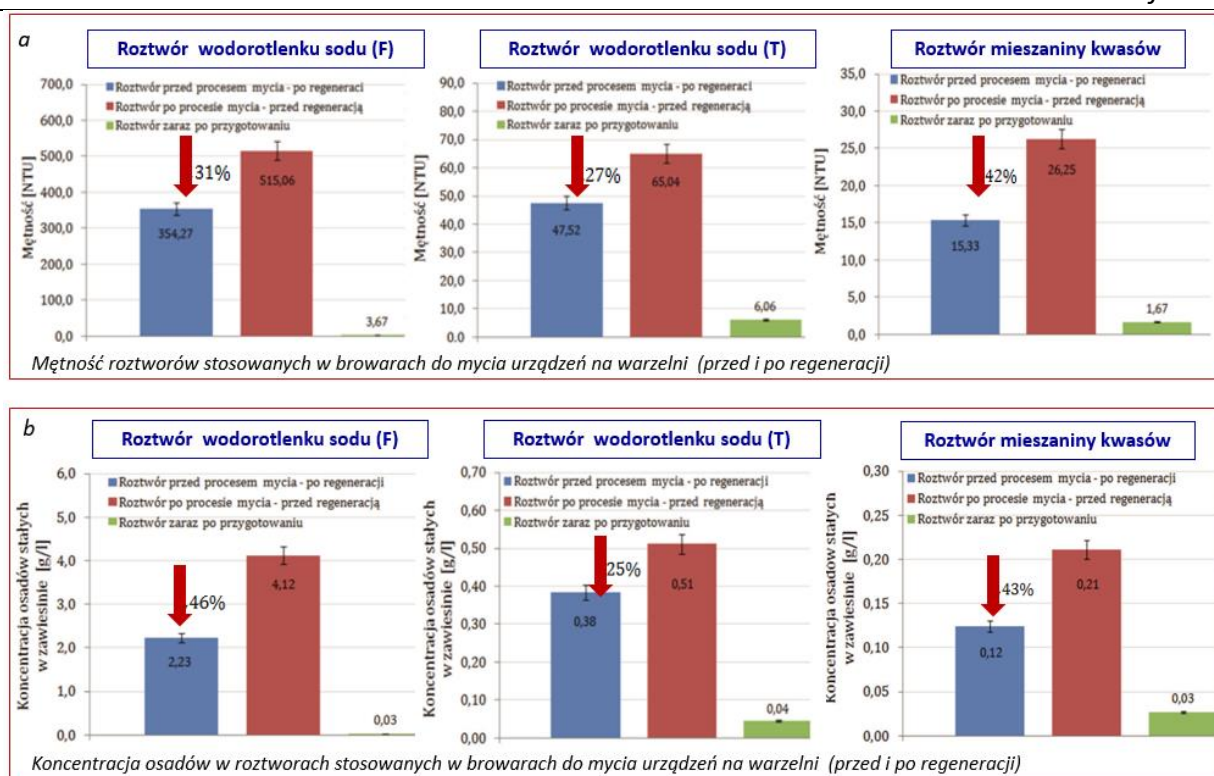 a
Roztwór wodorotlenku sodu (F)
Mętność [NTU]
700,0
600,0
500,0
400,0
300,0
200,0
100,0
0,0
Roztwór przed procesem mycia - po regeneraci
Roztwór po procesie mycia - przed regeneracją
Roztwór zaraz po przygotowaniu
31%
354,27
515,06
3,67
Roztwór wodorotlenku sodu (T)
Mętność [NTU]
90,0
80,0
70,0
60,0
50,0
40,0
30,0
20,0
10,0
0.0
Roztwór przed procesem mycia - po regeneracji
Roztwór po procesie mycia - przed regeneracją
Roztwór zaraz po przygotowaniu
27%
47,52
65,04
6,06
Roztwór mieszaniny kwasów
Mętność [NTU]
35,0
30,0
25,0
20,0
15,0
10,0
5,0
0,0
Roztwór przed procesem mycia - po regeneracji
Roztwór po procesie mycia - przed regeneracją
Roztwór zaraz po przygotowaniu
42%
15,33
26,25
1,67
Mętność roztworów stosowanych w browarach do mycia urządzeń na warzelni (przed i po regeneracji)
b
Roztwór wodorotlenku sodu (F)
Koncentracja osadów stałych
w zawiesinie [g/l]
6,0
5,0
4,0
3,0
2,0
1,0
0,0
Roztwór przed procesem mycia - po regeneracji
Roztwór po procesie mycia - przed regeneracją
Roztwór zaraz po przygotowaniu
46%
2,23
4,12
0,03
Roztwór wodorotlenku sodu (T)
Koncentracja osadów stałych
w zawiesinie [g/l]
0,70
0,60
0,50
0,40
0,30
0,20
0,10
0,00
Roztwór przed procesem mycia - po regeneracji
Roztwór po procesie mycia - przed regeneracją
Roztwór zaraz po przygotowaniu
25%
0,38
0,51
0,04
Roztwór mieszaniny kwasów
Koncentracja osadów stałych
w zawiesinie [g/l]
0,30
0,25
0,20
0,15
0,10
0,05
0,00
Roztwór przed procesem mycia - po regeneracji
Roztwór po procesie mycia - przed regeneracją
Roztwór zaraz po przygotowaniu
43%
0,12
0,21
0,03
Koncentracja osadów w roztworach stosowanych w browarach do mycia urządzeń na warzelni (przed i po regeneracji)